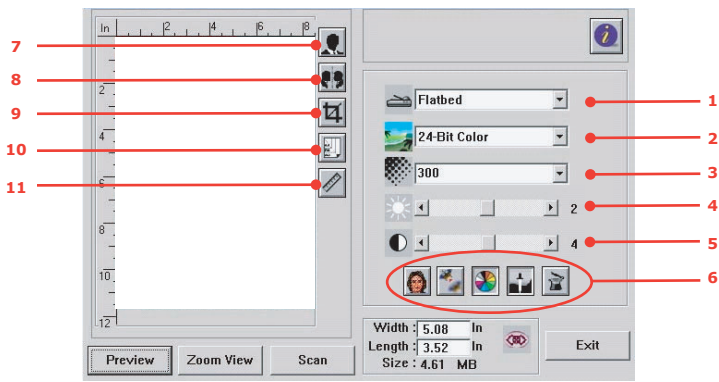 In 2 4 6 8
2
4
6
8
10
12
7
8
9
10
11
i
Flatbed
24-Bit Color
300
2
4
1
2
3
4
5
6
Preview Zoom View Scan
Width : 5.08 In
Length : 3.52 In
Size : 4.61 MB
Exit